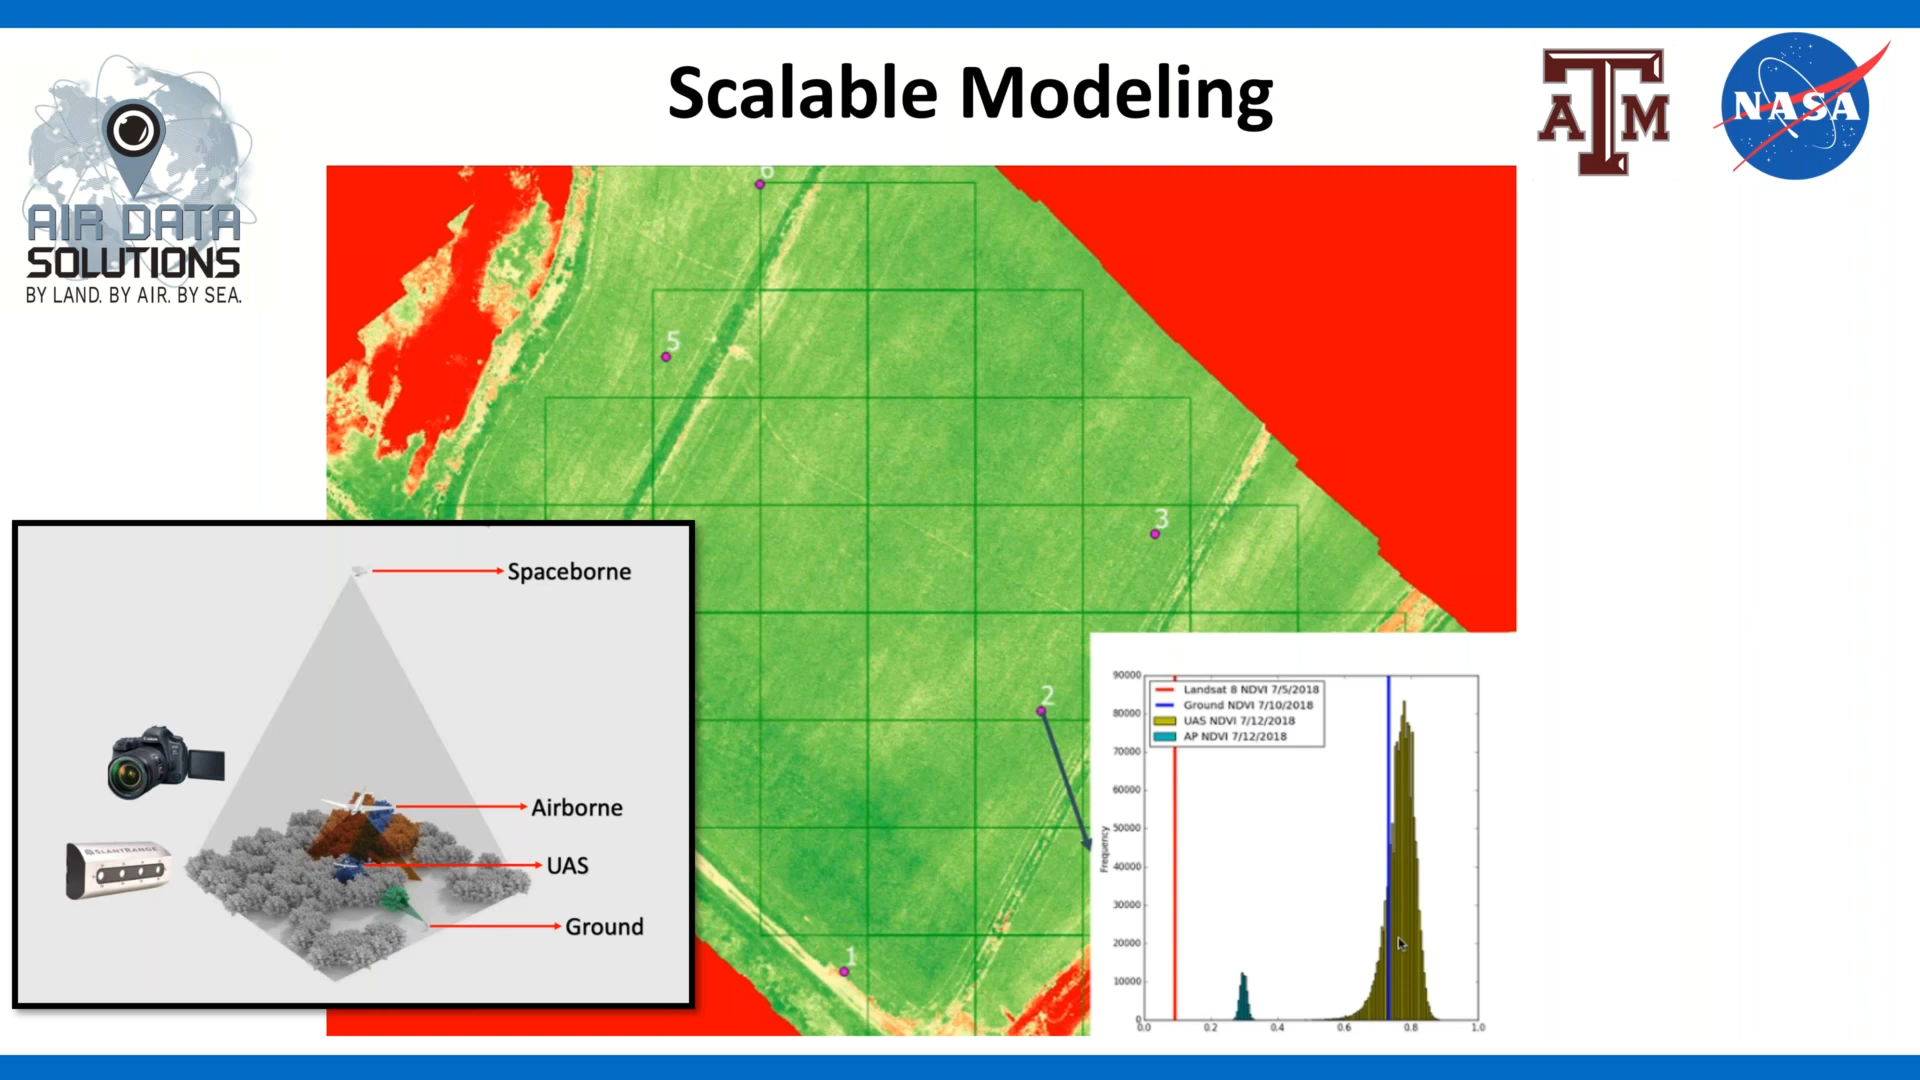 Scalable Modeling
AIR DATA
SOLUTIONS
BY LAND. BY AIR. BY SEA.
ATM
NASA
6
5
3
2
1
Spaceborne
Airborne
UAS
Ground
SLANTRANGE
Landsat 8 NDVI 7/5/2018
Ground NDVI 7/10/2018
UAS NDVI 7/12/2018
AP NDVI 7/12/2018
Frequency
90000
80000
70000
60000
50000
40000
30000
20000
10000
0
0.0 0.2 0.4 0.6 0.8 1.0